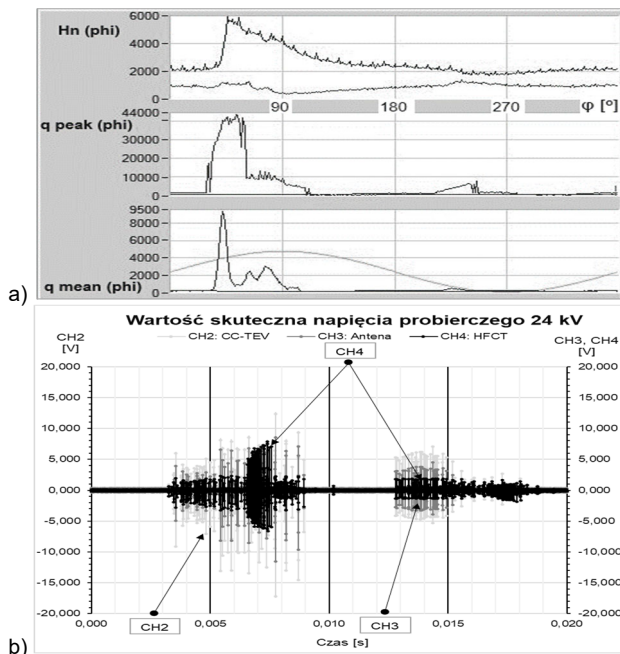 a)
Hn (phi)
6000
4000
2000
0
90 180 270 φ [º]
q peak (phi)
44000
30000
20000
10000
0
9500
8000
6000
4000
2000
0
q mean (phi)
b)
Wartość skuteczna napięcia probierczego 24 kV
CH2
[V]
CH2: CC-TEV CH3: Antena CH4: HFCT
CH3, CH4
[V]
CH4
20,000 20,000
15,000 15,000
10,000 10,000
5,000 5,000
0,000 0,000
-5,000 -5,000
-10,000 -10,000
-15,000 -15,000
-20,000 -20,000
0,000 0,005 0,010 0,015 0,020
CH2 CH3
Czas [s]